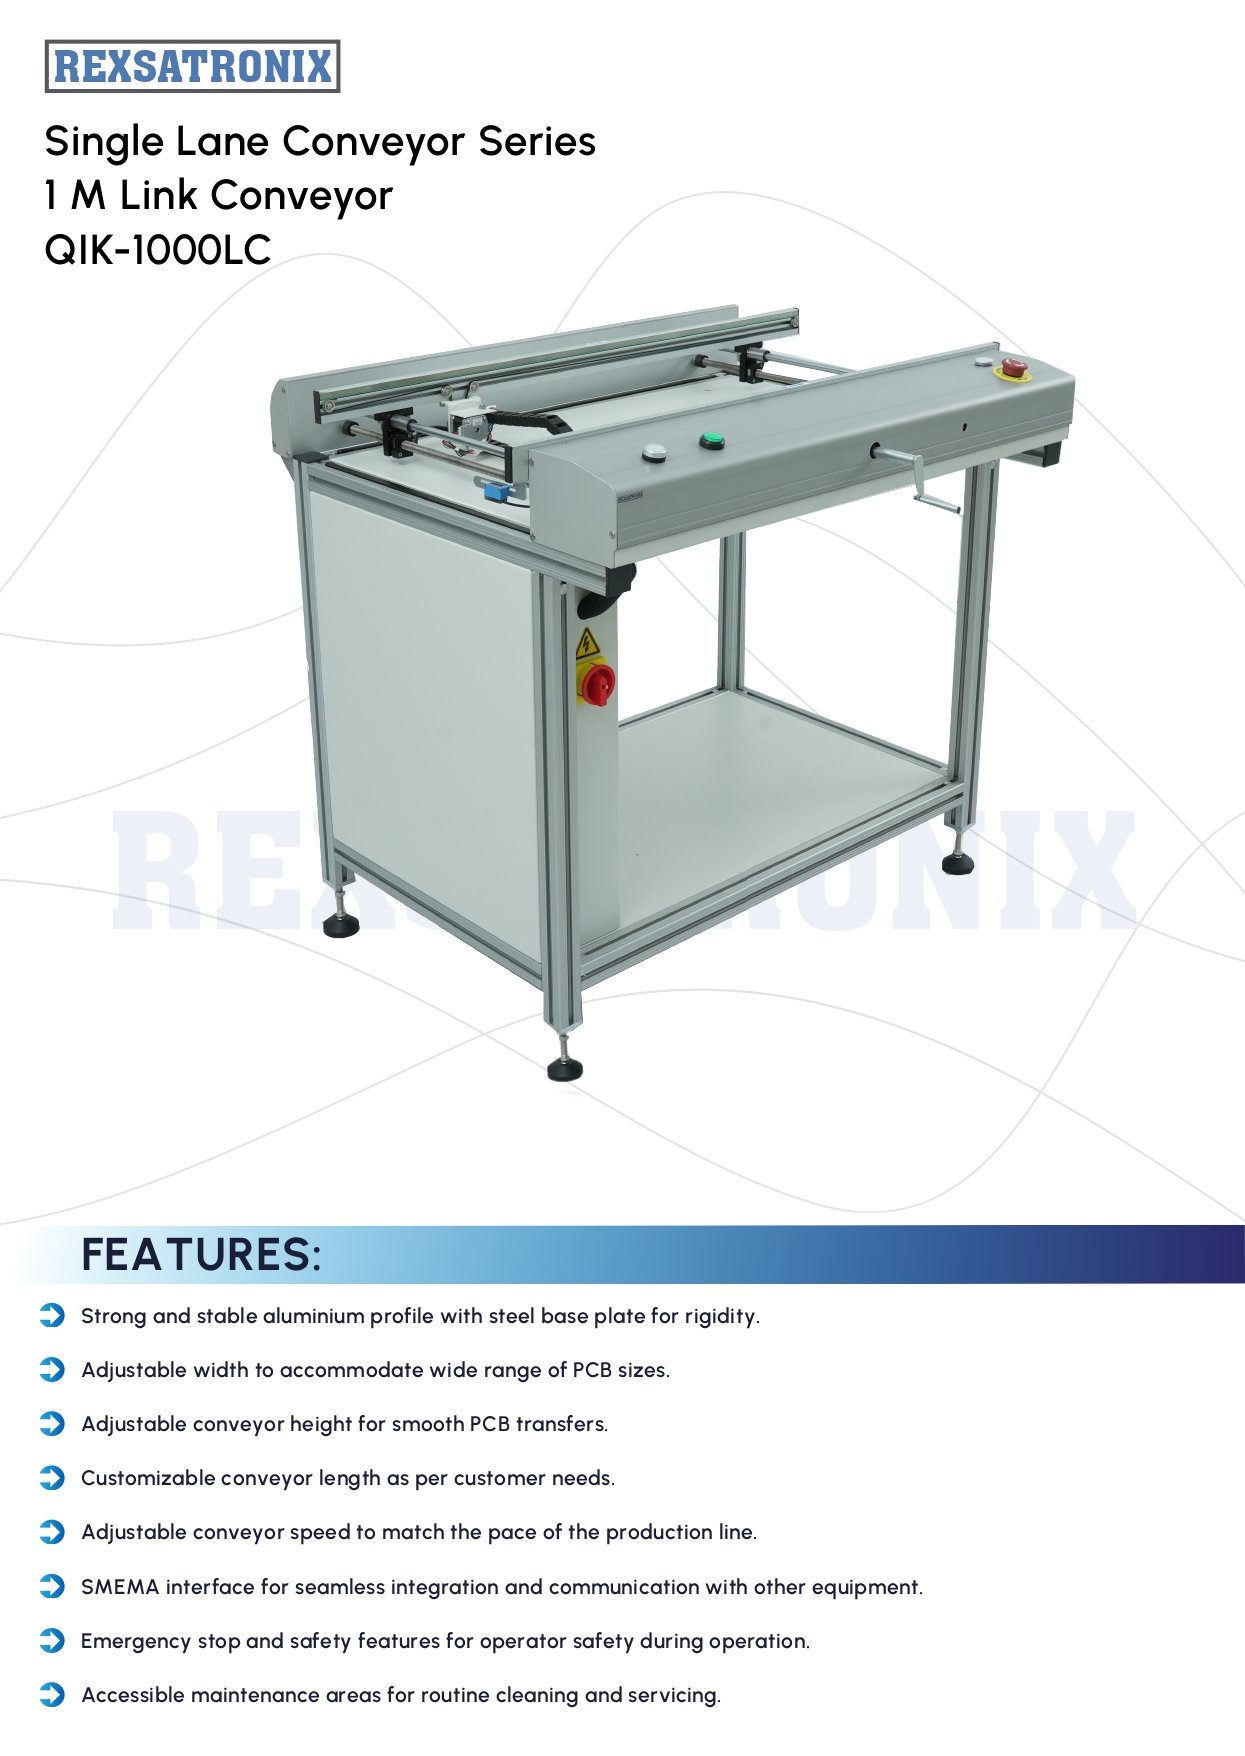 REXSATRONIX
Single Lane Conveyor Series
1 M Link Conveyor
QIK-1000LC
FEATURES:
Strong and stable aluminium profile with steel base plate for rigidity.
Adjustable width to accommodate wide range of PCB sizes.
Adjustable conveyor height for smooth PCB transfers.
Customizable conveyor length as per customer needs.
Adjustable conveyor speed to match the pace of the production line.
SMEMA interface for seamless integration and communication with other equipment.
Emergency stop and safety features for operator safety during operation.
Accessible maintenance areas for routine cleaning and servicing.